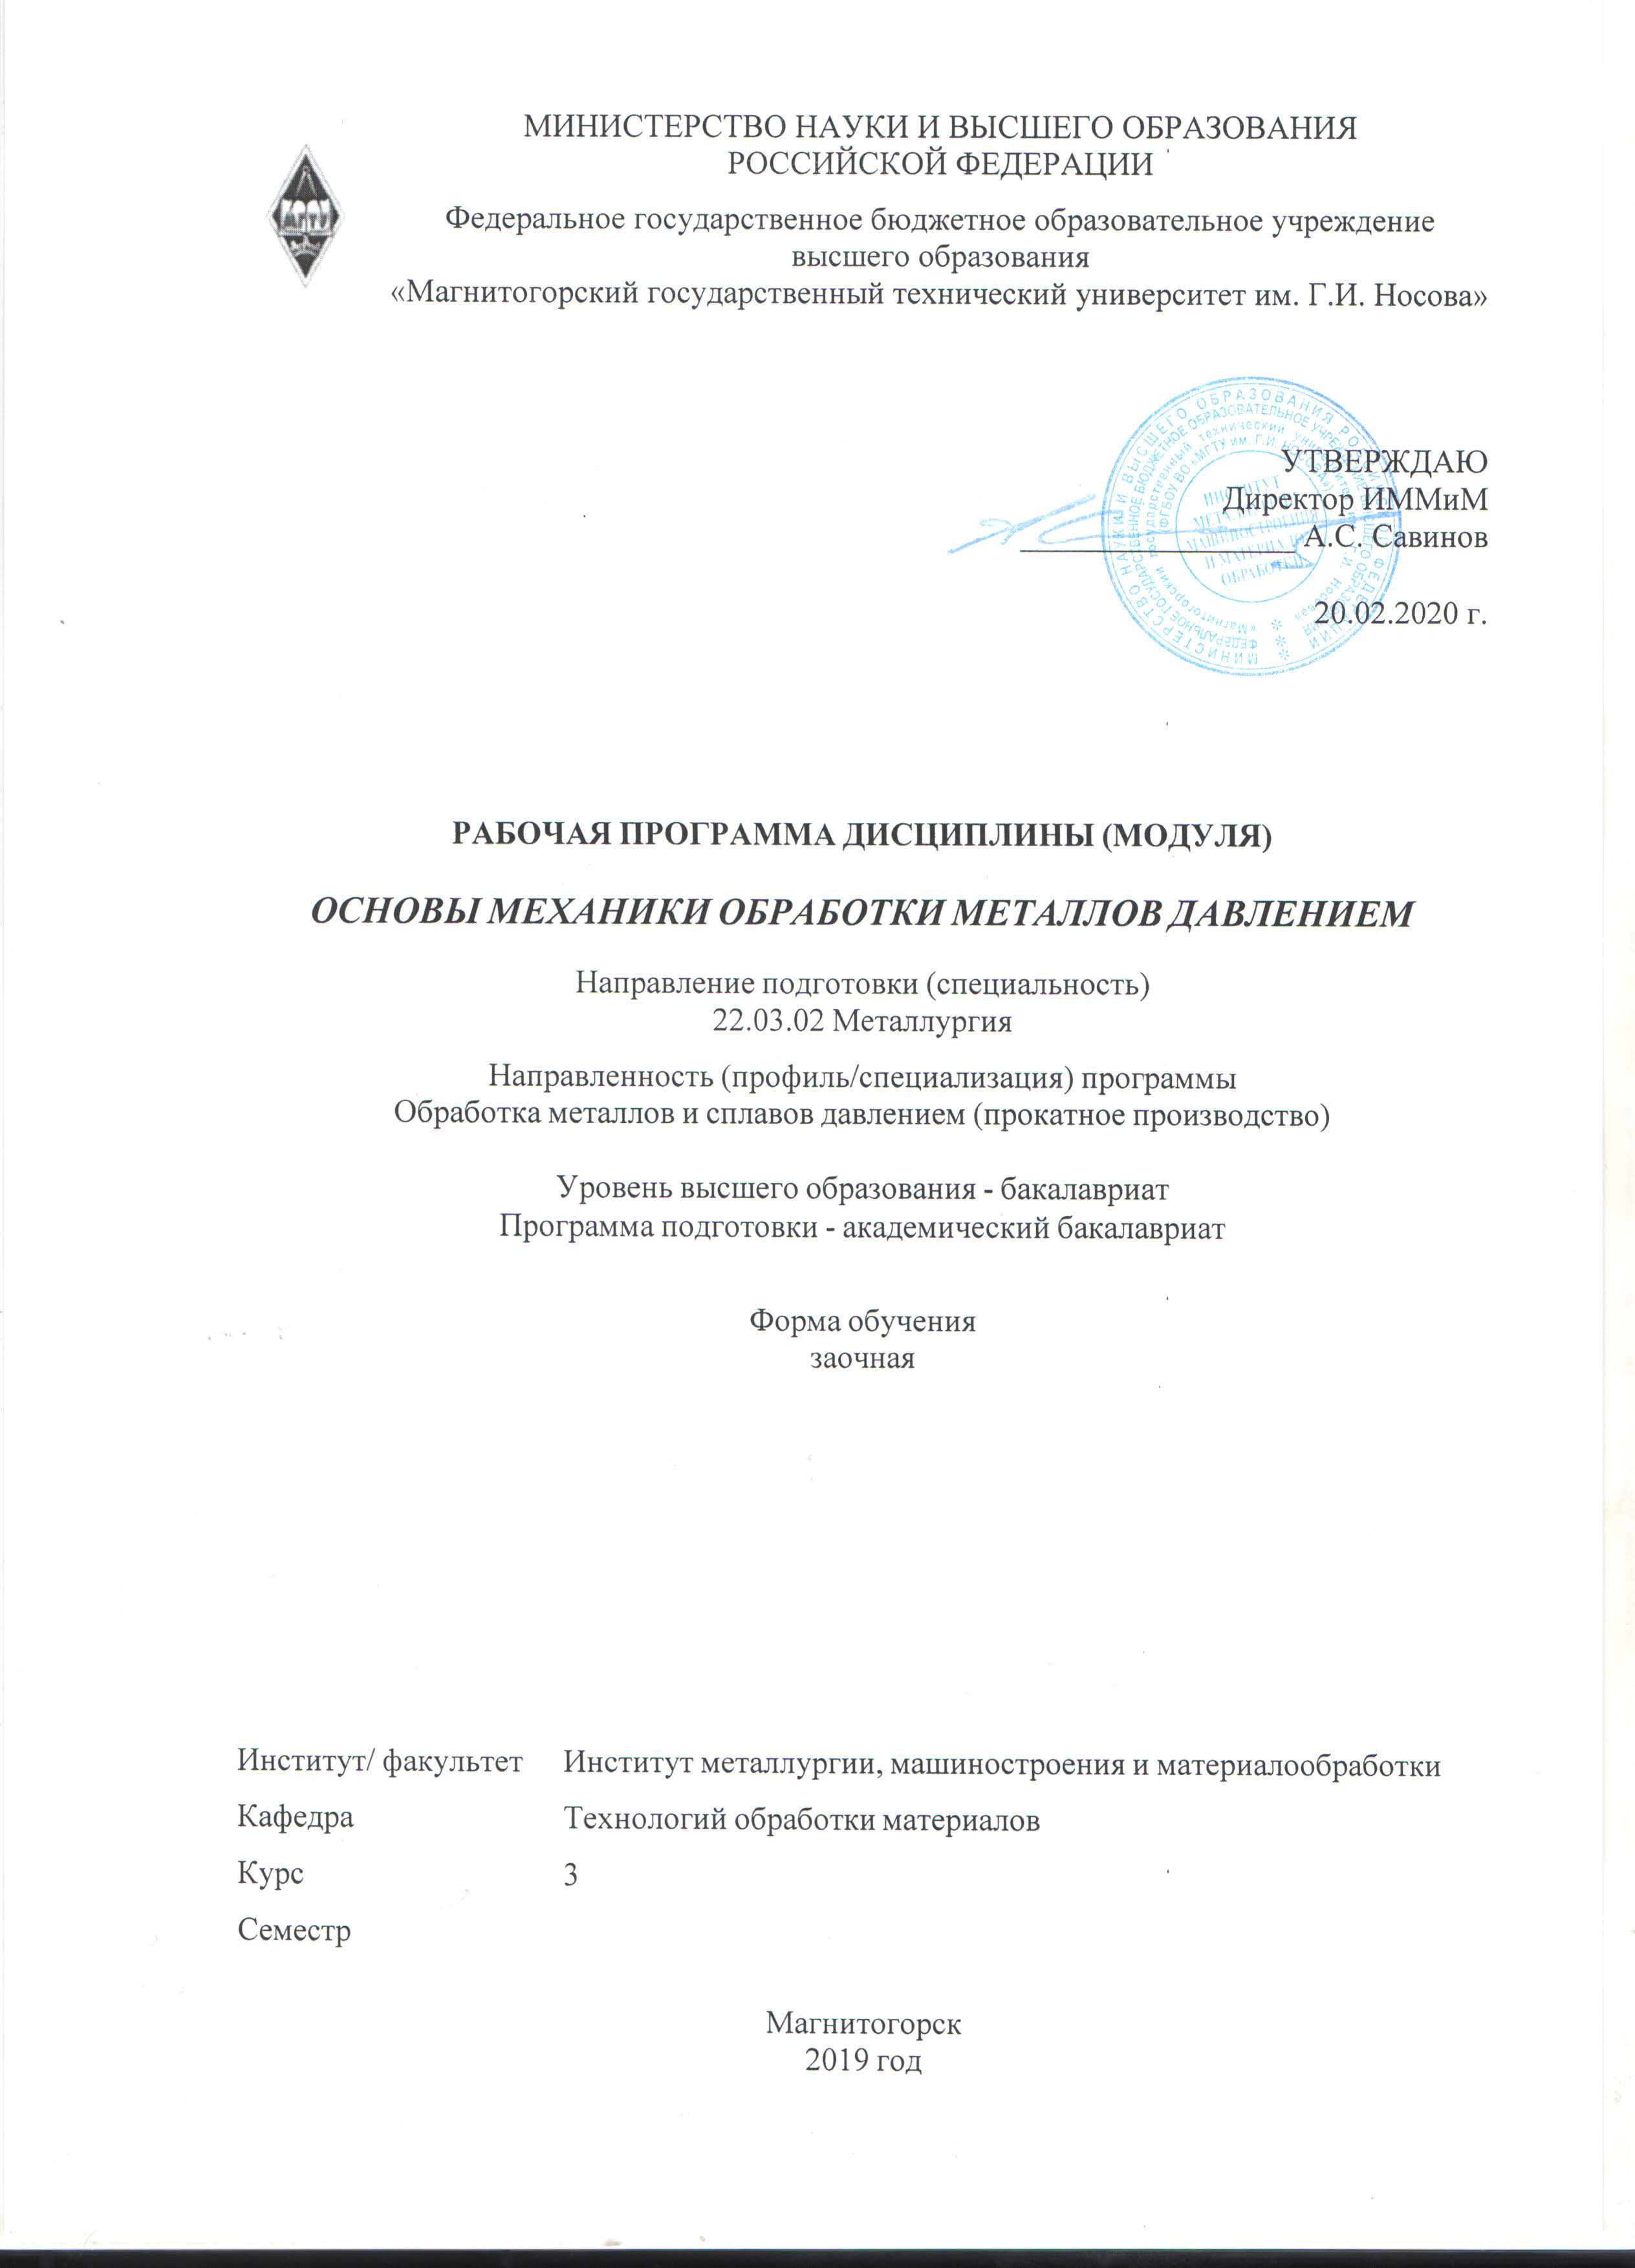 МИНИСТЕРСТВО НАУКИ И ВЫСШЕГО ОБРАЗОВАНИЯ
РОССИЙСКОЙ ФЕДЕРАЦИИ
Федеральное государственное бюджетное образовательное учреждение
высшего образования
«Магнитогорский государственный технический университет им. Г.И. Носова»
УТВЕРЖДАЮ
Директор ИММиМ
А.С. Савинов
20.02.2020 г.
РАБОЧАЯ ПРОГРАММА ДИСЦИПЛИНЫ (МОДУЛЯ)
ОСНОВЫ МЕХАНИКИ ОБРАБОТКИ МЕТАЛЛОВ ДАВЛЕНИЕМ
Направление подготовки (специальность)
22.03.02 Металлургия
Направленность (профиль/специализация) программы
Обработка металлов и сплавов давлением (прокатное производство)
Уровень высшего образования - бакалавриат
Программа подготовки - академический бакалавриат
Форма обучения
заочная
Институт/ факультет Институт металлургии, машиностроения и материалообработки
Кафедра Технологий обработки материалов
Курс 3
Семестр
Магнитогорск
2019 год